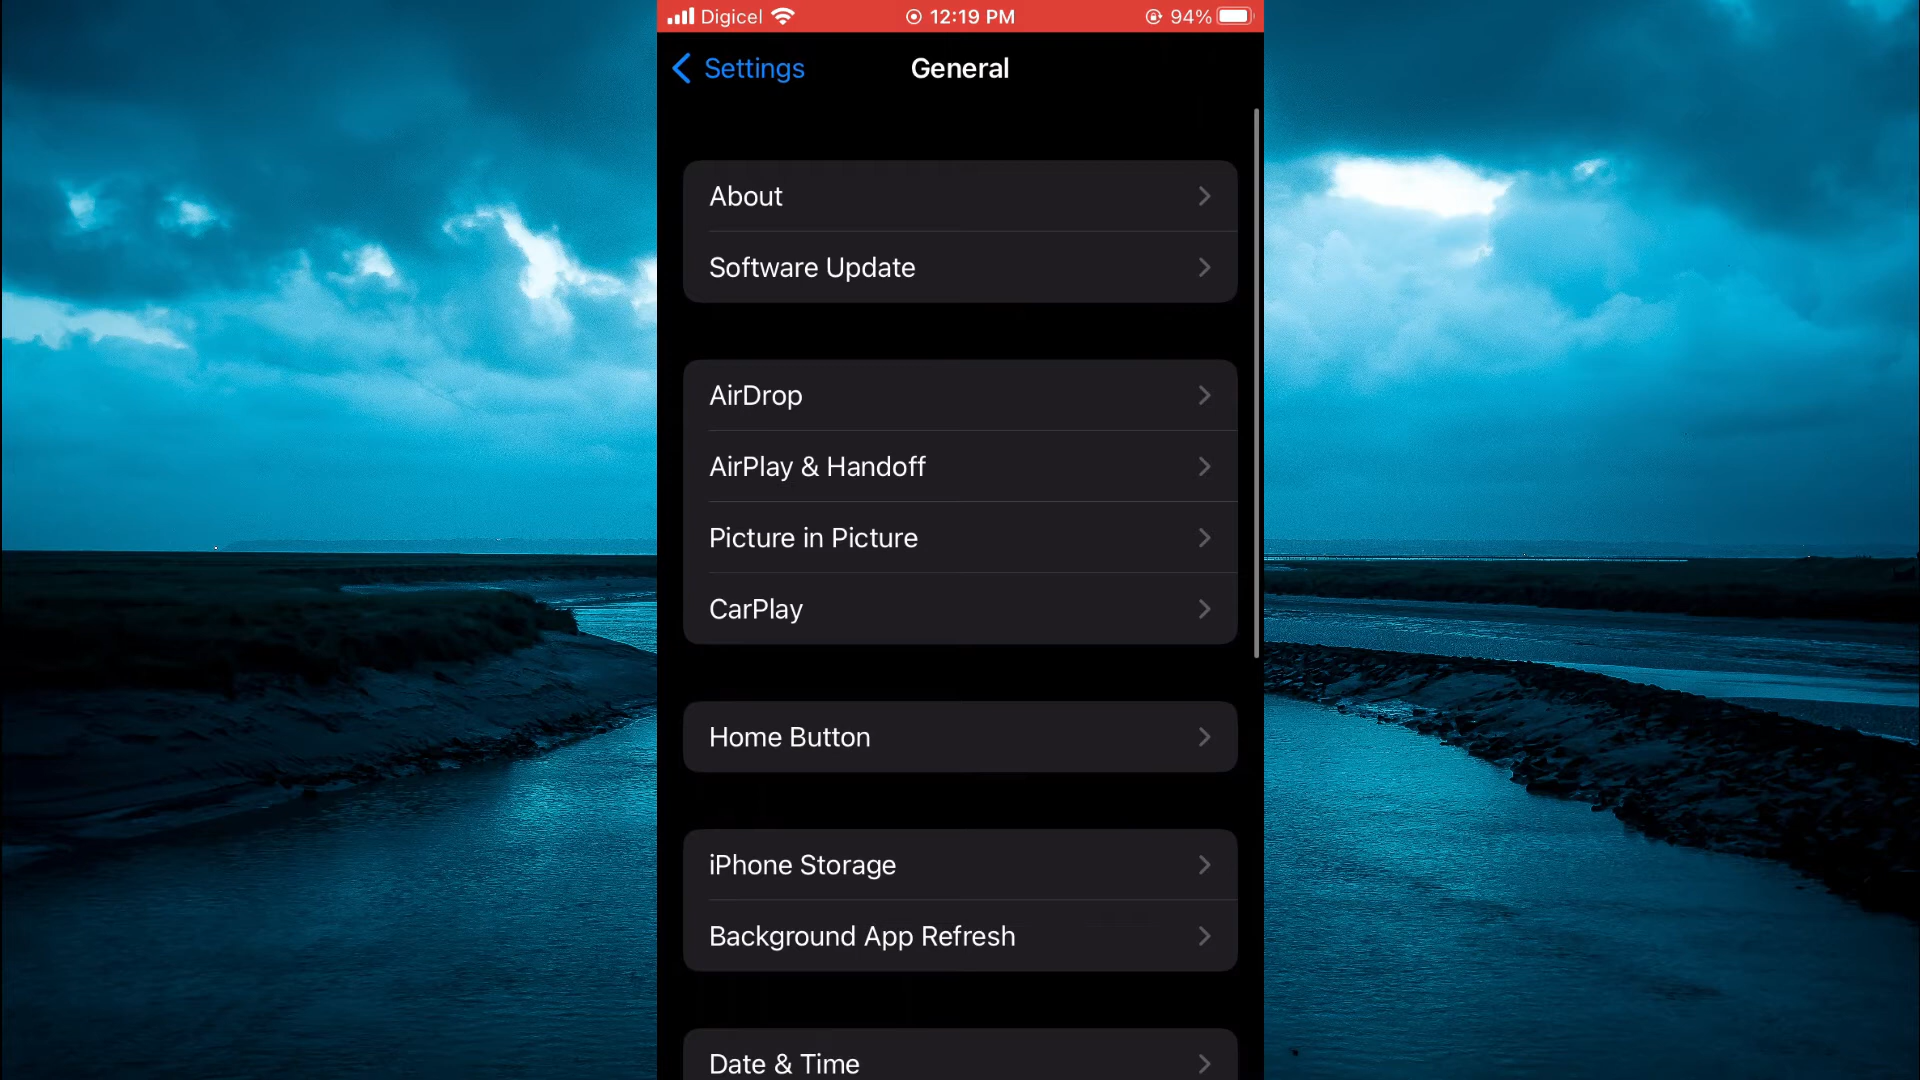 Digicel 12:19 PM 94%
Settings General
About
Software Update
AirDrop
AirPlay & Handoff
Picture in Picture
CarPlay
Home Button
iPhone Storage
Background App Refresh
Date & Time